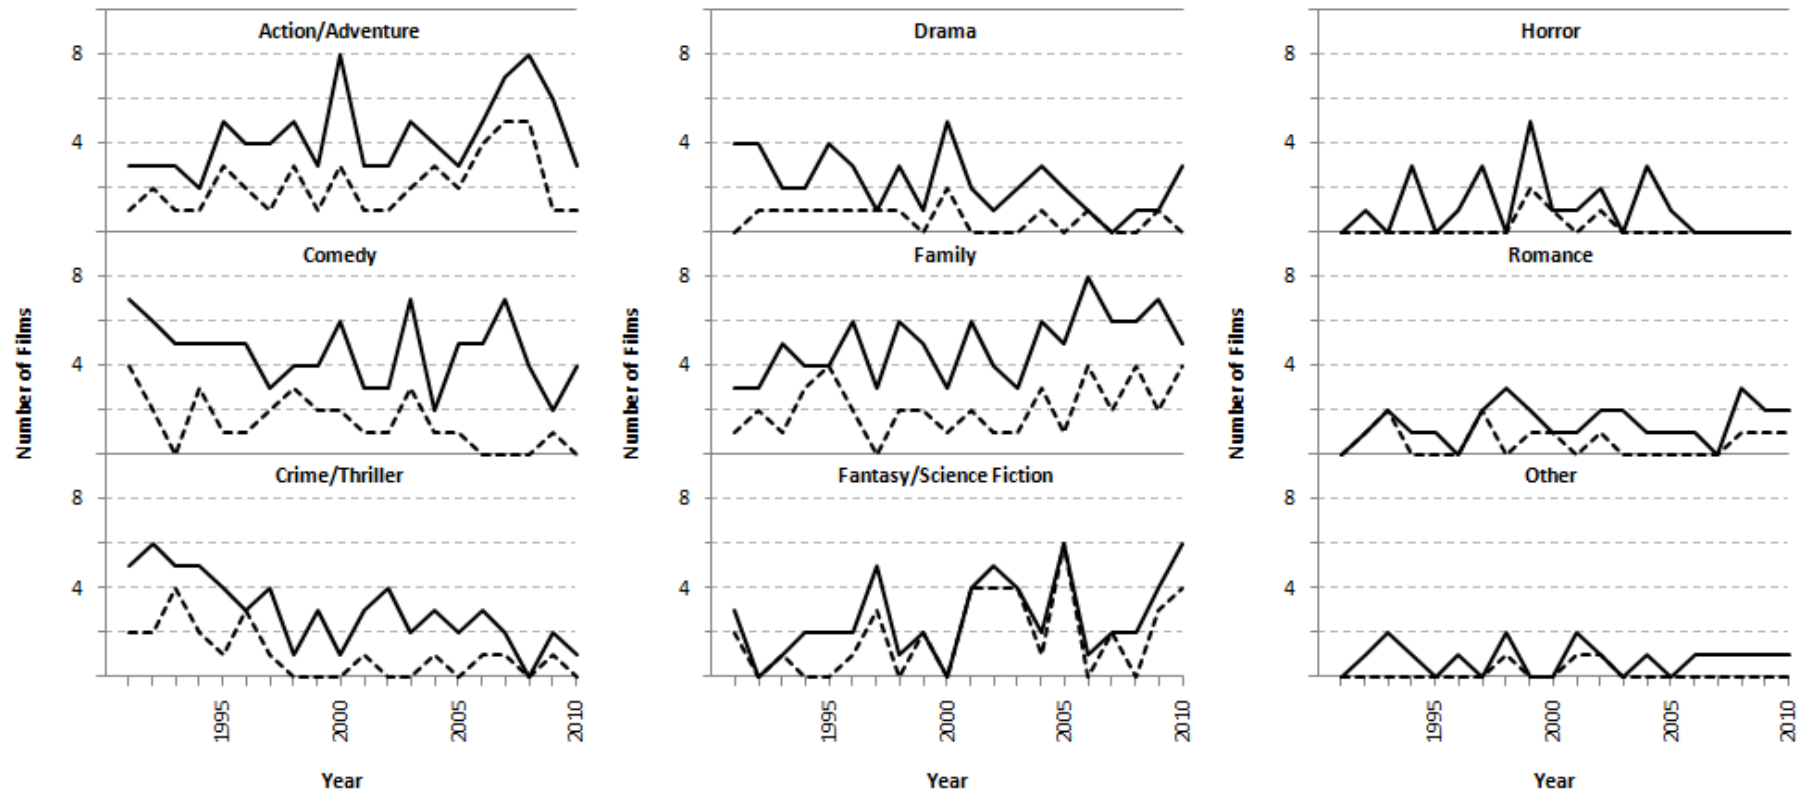 Action/Adventure
8
4
Comedy
8
4
Crime/Thriller
8
4
Number of Films
1995
2000
2005
2010
Year
Drama
8
4
Family
8
4
Fantasy/Science Fiction
8
4
Number of Films
1995
2000
2005
2010
Year
Horror
8
4
Romance
8
4
Other
8
4
Number of Films
1995
2000
2005
2010
Year